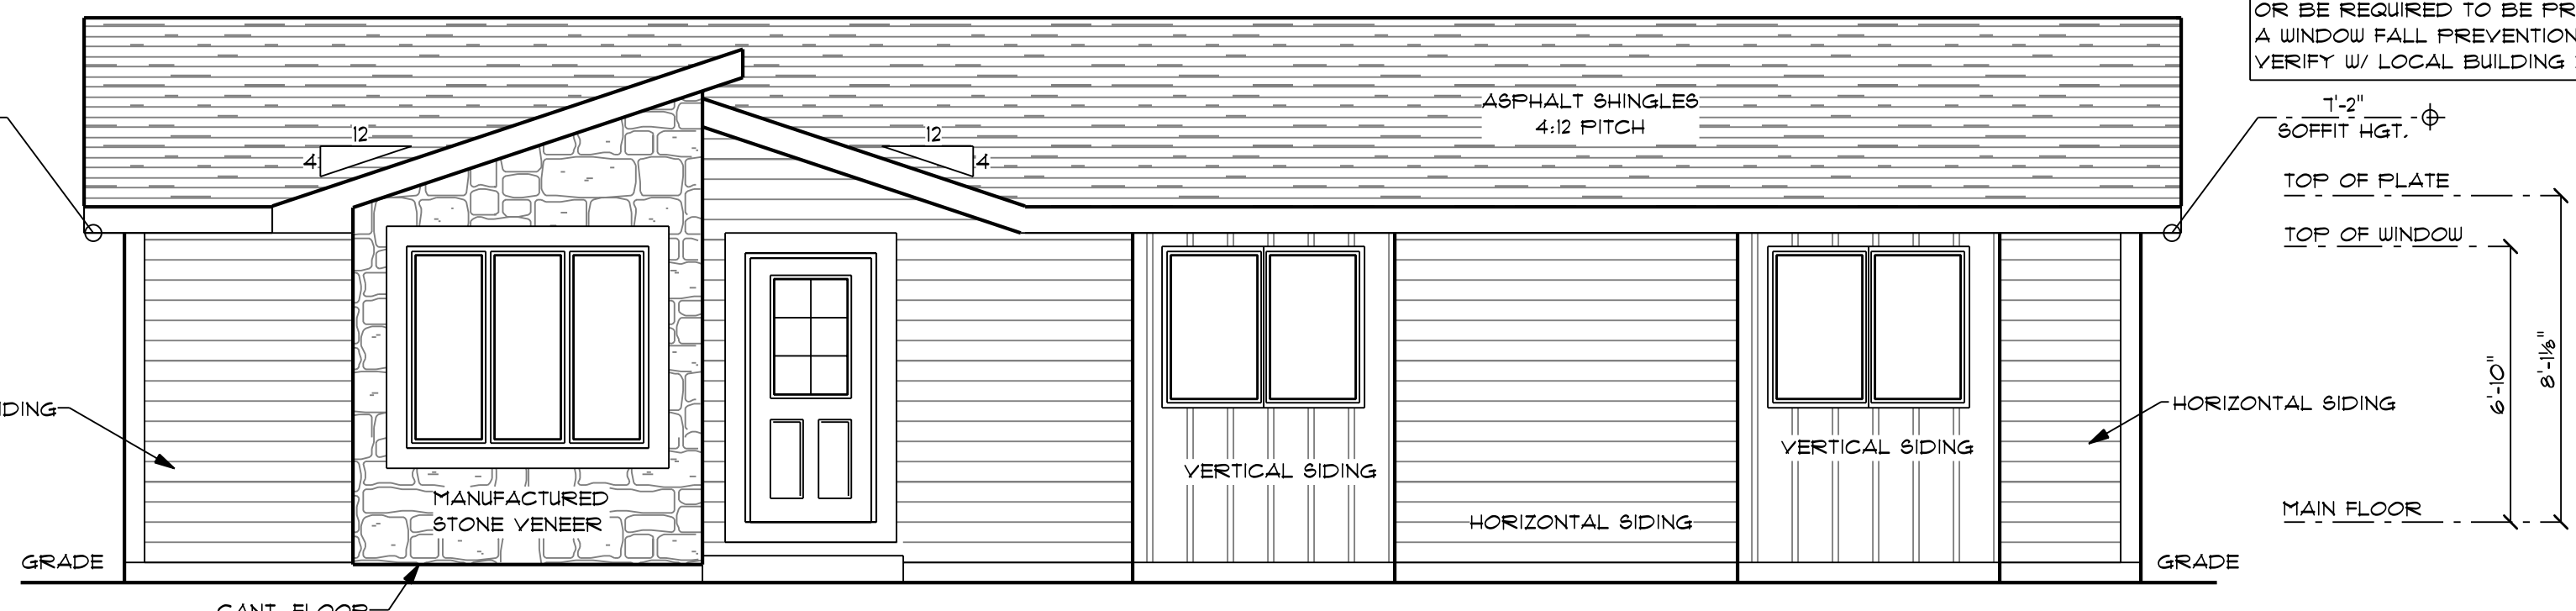 OR BE REQUIRED TO BE
A WINDOW FALL PREVENTION
VERIFY W/ LOCAL BUILDING
7'-2"
SOFFIT HGT.
ASPHALT SHINGLES
4:12 PITCH
12
4
12
4
TOP OF PLATE
TOP OF WINDOW
HORIZONTAL SIDING
6'-10"
8'-1⅛"
VERTICAL SIDING
VERTICAL SIDING
MANUFACTURED
STONE VENEER
HORIZONTAL SIDING
MAIN FLOOR
GRADE
GRADE
CANT. FLOOR